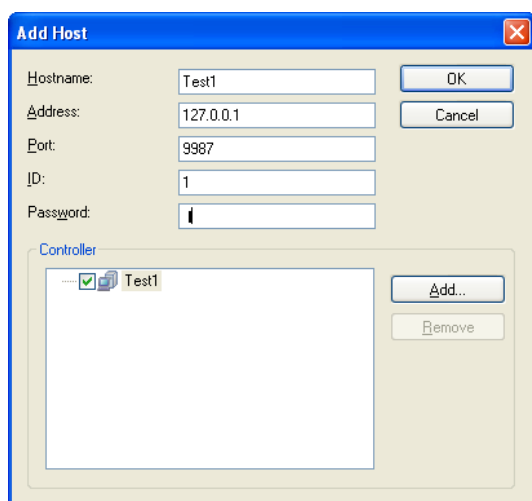 Add Host
Hostname: Test1 OK
Address: 127.0.0.1 Cancel
Port: 9987
ID: 1
Password:
Controller
Test1
Add...
Remove